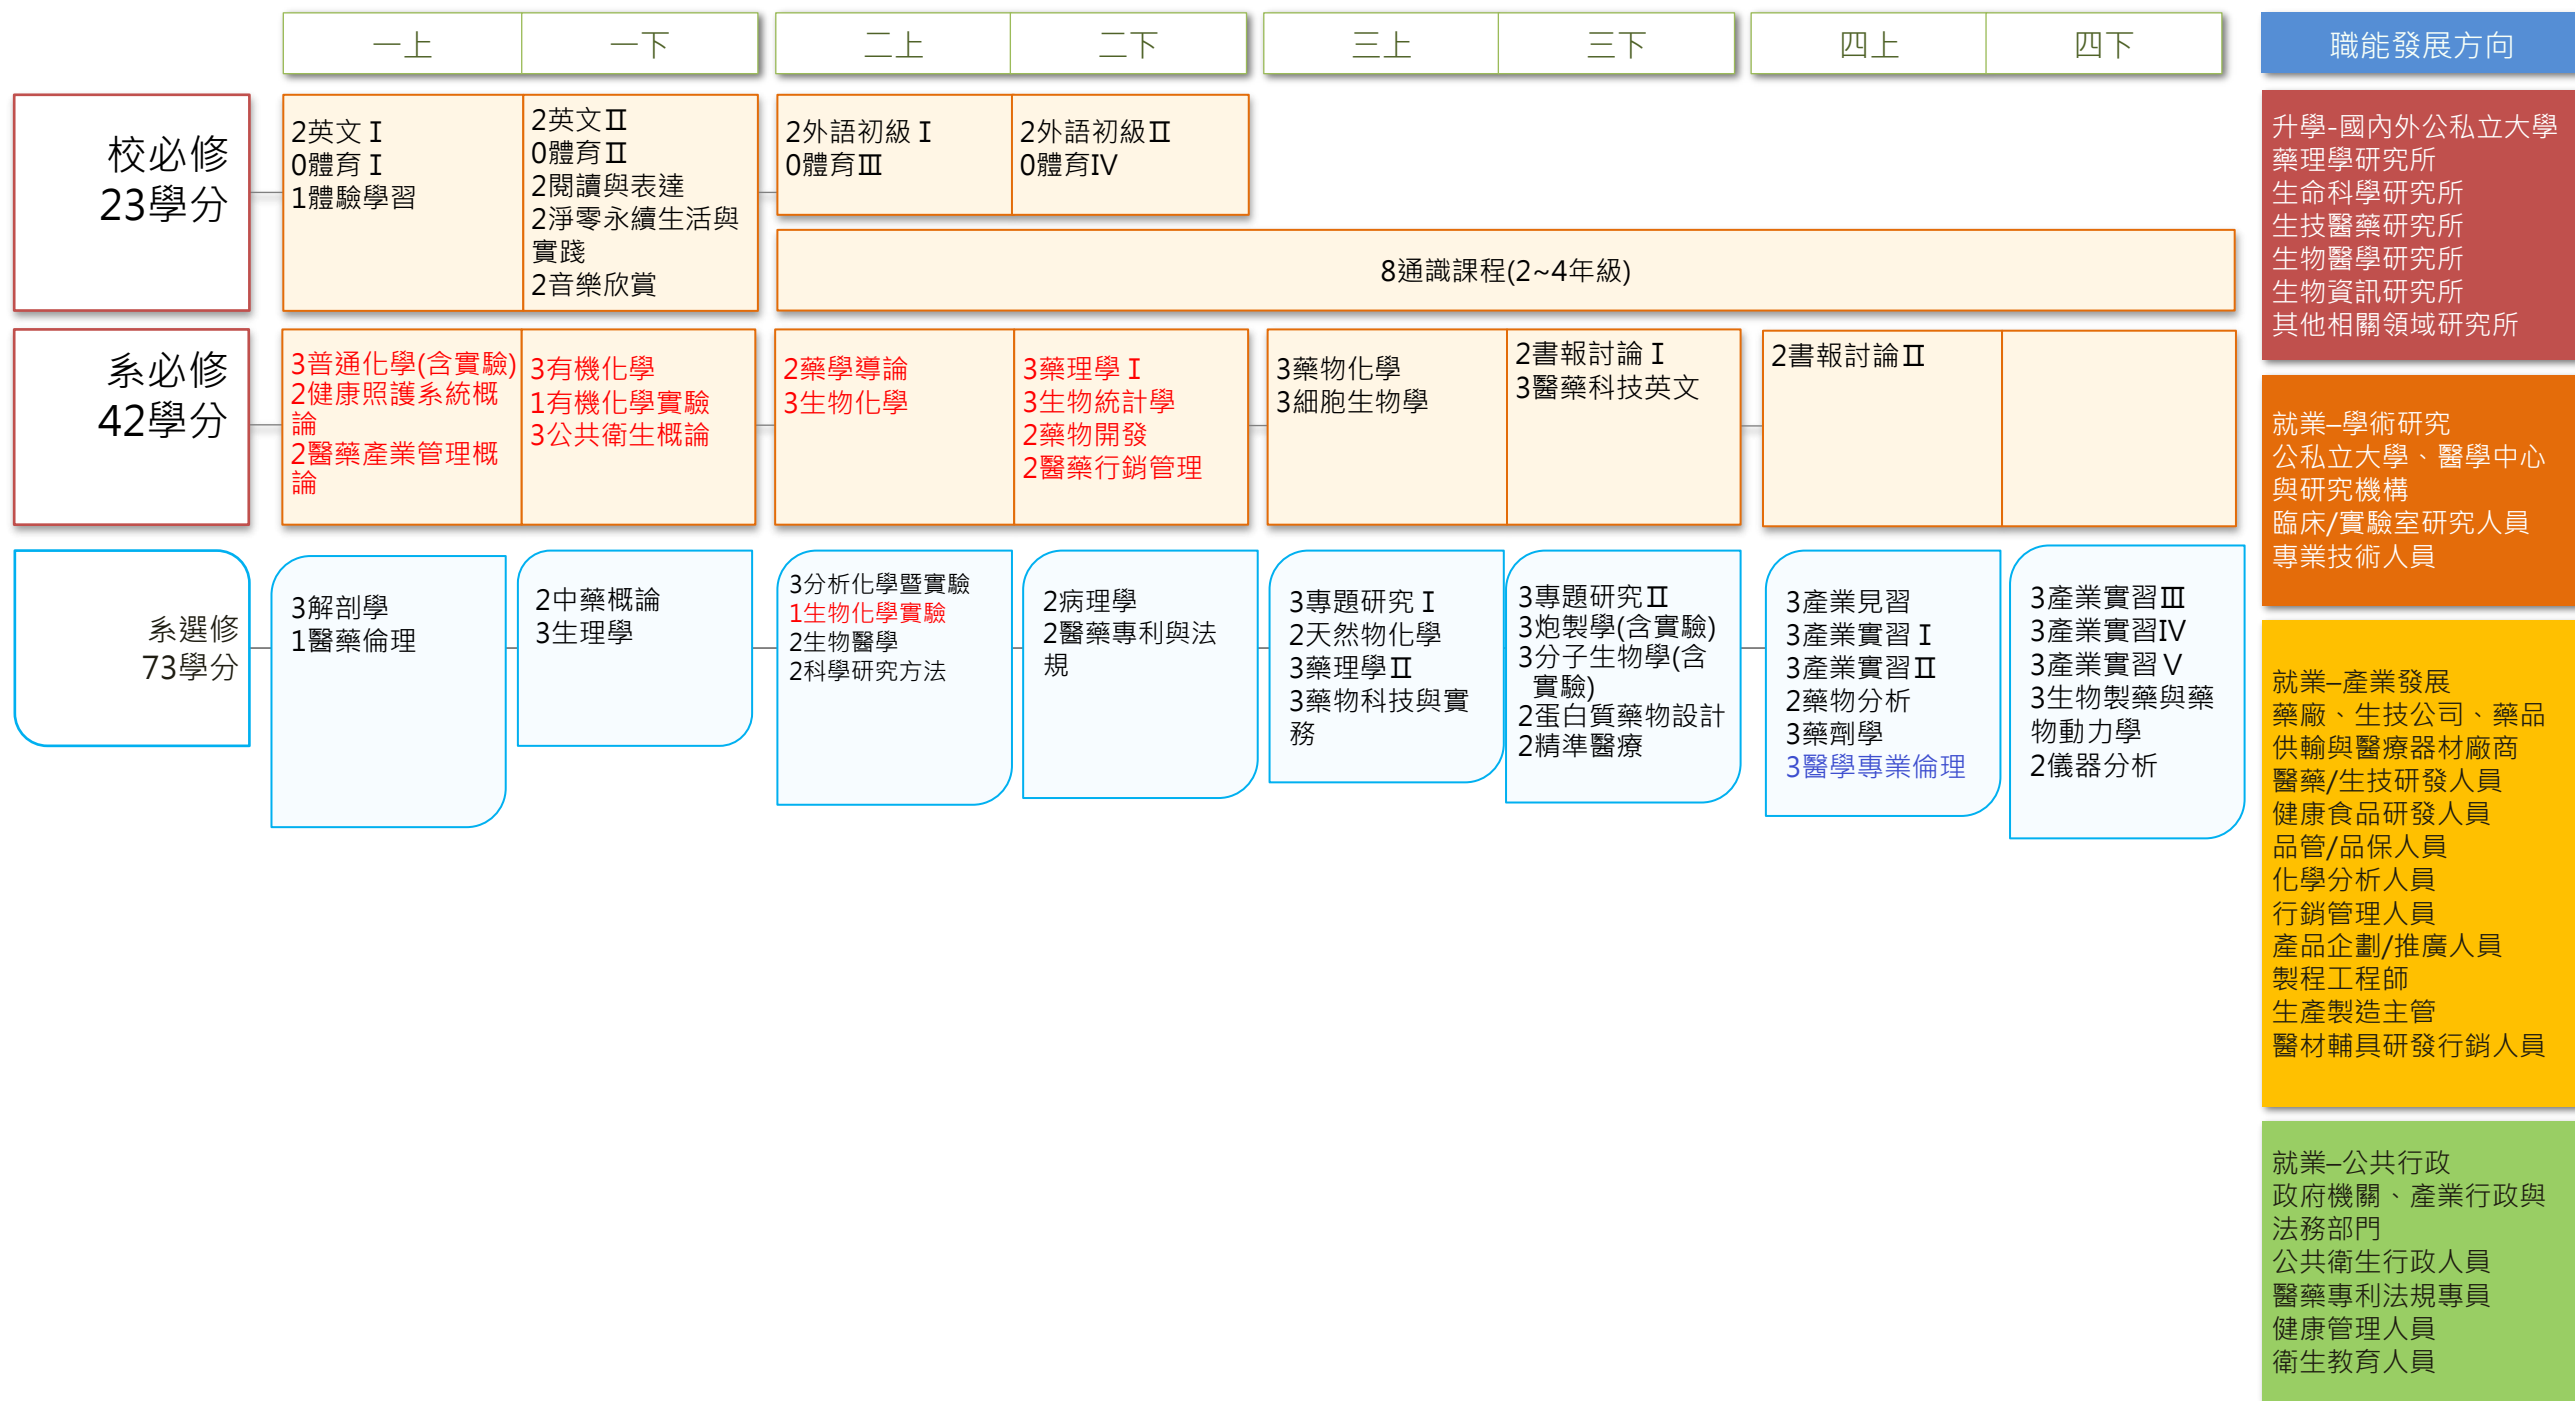 一上
一下
二上
二下
三上
三下
四上
四下
職能發展方向
校必修
23學分
2英文Ⅰ
0體育Ⅰ
1體驗學習
2英文Ⅱ
0體育Ⅱ
2閱讀與表達
2淨零永續生活與
實踐
2音樂欣賞
2外語初級Ⅰ
0體育Ⅲ
2外語初級Ⅱ
0體育IV
8通識課程(2~4年級)
系必修
42學分
3普通化學(含實驗)
2健康照護系統概
論
2醫藥產業管理概
論
3有機化學
1有機化學實驗
3公共衛生概論
2藥學導論
3生物化學
3藥理學Ⅰ
3生物統計學
2藥物開發
2醫藥行銷管理
3藥物化學
3細胞生物學
2書報討論Ⅰ
3醫藥科技英文
2書報討論Ⅱ
系選修
73學分
3解剖學
1醫藥倫理
2中藥概論
3生理學
3分析化學暨實驗
1生物化學實驗
2生物醫學
2科學研究方法
2病理學
2醫藥專利與法
規
3專題研究Ⅰ
2天然物化學
3藥理學Ⅱ
3藥物科技與實
務
3專題研究Ⅱ
3炮製學(含實驗)
3分子生物學(含
實驗)
2蛋白質藥物設計
2精準醫療
3產業見習
3產業實習Ⅰ
3產業實習Ⅱ
2藥物分析
3藥劑學
3醫學專業倫理
3產業實習Ⅲ
3產業實習IV
3產業實習Ⅴ
3生物製藥與藥
物動力學
2儀器分析
升學-國內外公私立大學
藥理學研究所
生命科學研究所
生技醫藥研究所
生物醫學研究所
生物資訊研究所
其他相關領域研究所
就業–學術研究
公私立大學、醫學中心
與研究機構
臨床/實驗室研究人員
專業技術人員
就業–產業發展
藥廠、生技公司、藥品
供輸與醫療器材廠商
醫藥/生技研發人員
健康食品研發人員
品管/品保人員
化學分析人員
行銷管理人員
產品企劃/推廣人員
製程工程師
生產製造主管
醫材輔具研發行銷人員
就業–公共行政
政府機關、產業行政與
法務部門
公共衛生行政人員
醫藥專利法規專員
健康管理人員
衛生教育人員